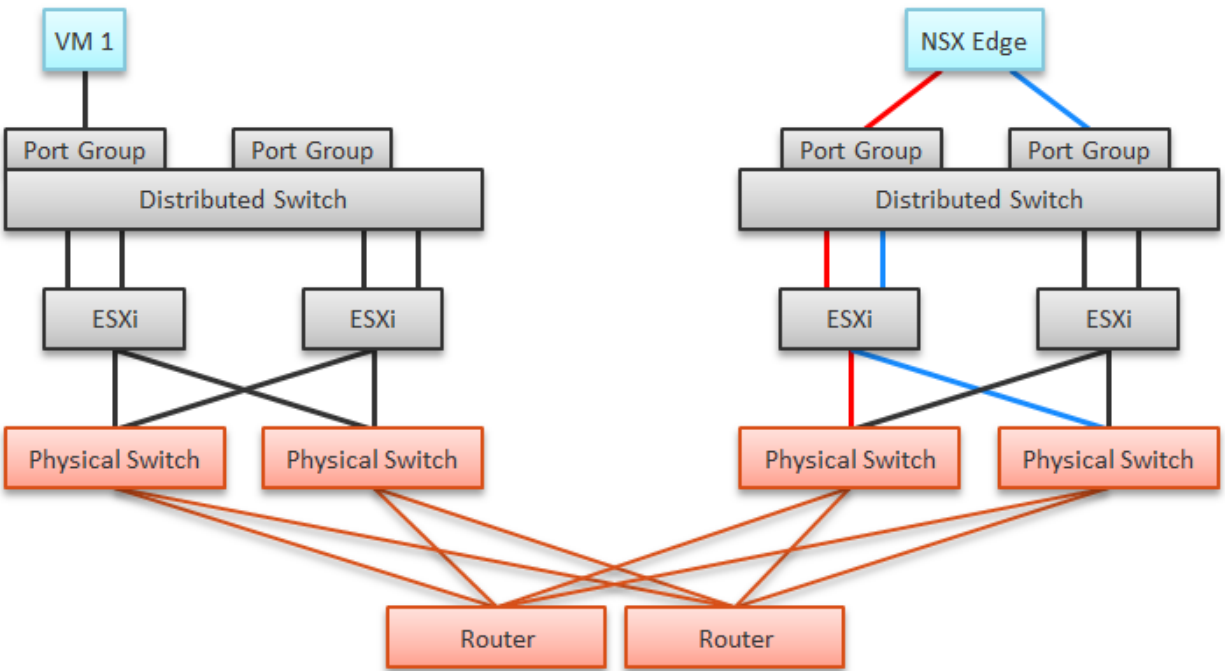 VM 1
NSX Edge
Port Group
Port Group
Port Group
Port Group
Distributed Switch
Distributed Switch
ESXi
ESXi
ESXi
ESXi
Physical Switch
Physical Switch
Physical Switch
Physical Switch
Router
Router